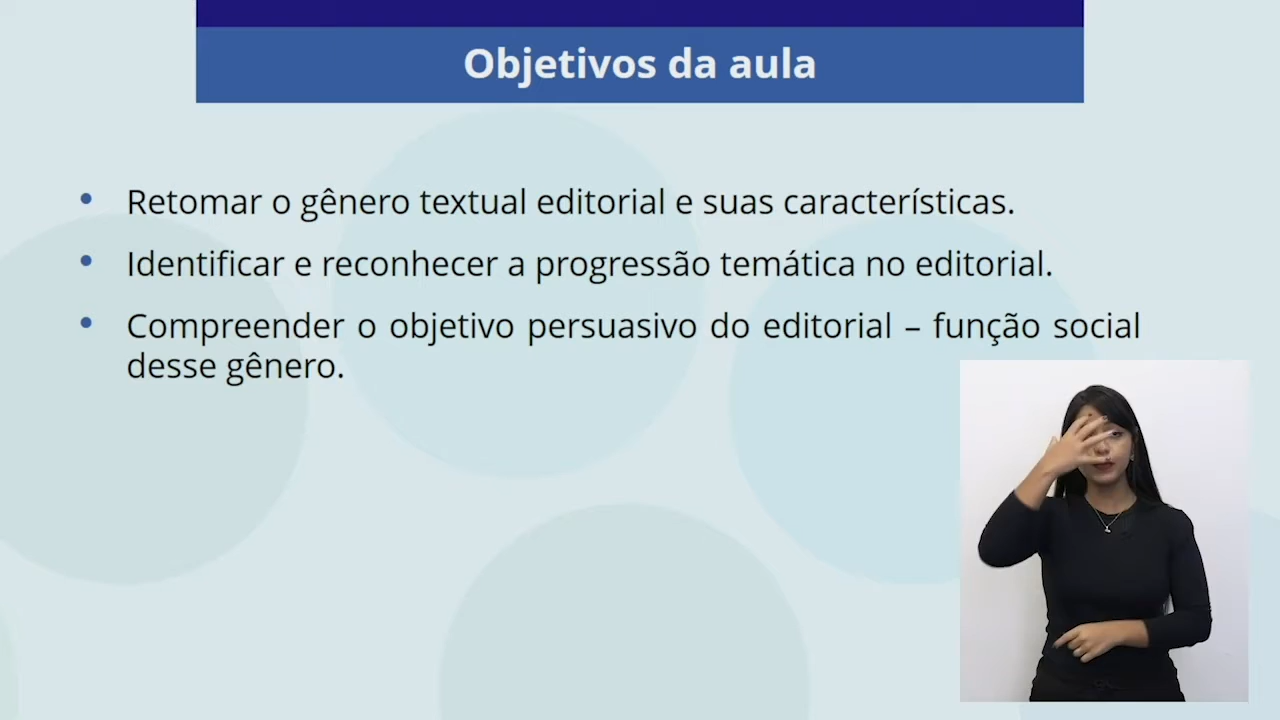 Objetivos da aula
• Retomar o gênero textual editorial e suas características.
• Identificar e reconhecer a progressão temática no editorial.
• Compreender o objetivo persuasivo do editorial – função social
desse gênero.